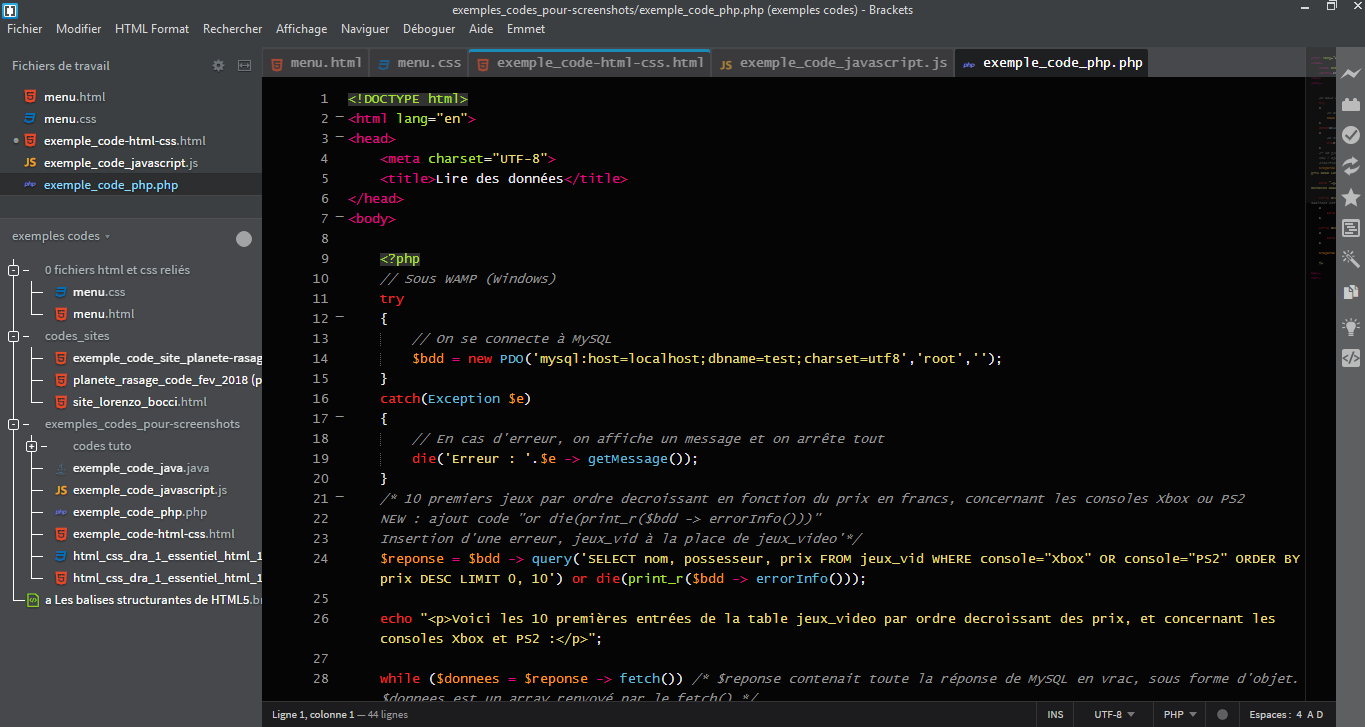 exemples_codes_pour-screenshots/exemple_code_php.php (exemples codes) - Brackets
Fichier Modifier HTML Format Rechercher Affichage Naviguer Déboguer Aide Emmet
Fichiers de travail
menu.html
menu.css
exemple_code-html-css.html
exemple_code_javascript.js
exemple_code_php.php
exemples codes
0 fichiers html et css reliés
menu.css
menu.html
codes_sites
exemple_code_site_planete-rasag
planete_rasage_code_fev_2018 (p
site_lorenzo_bocci.html
exemples_codes_pour-screenshots
codes tuto
exemple_code_java.java
JS exemple_code_javascript.js
php exemple_code_php.php
exemple_code-html-css.html
html_css_dra_1_essentiel_html_1
html_css_dra_1_essentiel_html_1
a Les balises structurantes de HTML5.br
menu.html menu.css exemple_code-html-css.html JS exemple_code_javascript.js php exemple_code_php.php
1 <!DOCTYPE html>
2 <html lang="en">
3 <head>
4 <meta charset="UTF-8">
5 <title>Lire des données</title>
6 </head>
7 <body>
8
9 <?php
10 // Sous WAMP (Windows)
11 try
12 {
13 // On se connecte à MySQL
14 $bdd = new PDO('mysql:host=localhost;dbname=test;charset=utf8','root','');
15 }
16 catch(Exception $e)
17 {
18 // En cas d'erreur, on affiche un message et on arrête tout
19 die('Erreur : '.$e -> getMessage());
20 }
21 /* 10 premiers jeux par ordre decroissant en fonction du prix en francs, concernant les consoles Xbox ou PS2
22 NEW : ajout code "or die(print_r($bdd -> errorInfo()))"
23 Insertion d'une erreur, jeux_vid à la place de jeux_video'*/
24 $reponse = $bdd -> query('SELECT nom, possesseur, prix FROM jeux_vid WHERE console="Xbox" OR console="PS2" ORDER BY
prix DESC LIMIT 0, 10') or die(print_r($bdd -> errorInfo()));
25
26 echo "<p>Voici les 10 premières entrées de la table jeux_video par ordre decroissant des prix, et concernant les
consoles Xbox et PS2 :</p>";
27
28 while ($donnees = $reponse -> fetch()) /* $reponse contenait toute la réponse de MySQL en vrac, sous forme d'objet.
$donnees est un array renvoyé par le fetch() */
Ligne 1, colonne 1 — 44 lignes
INS UTF-8 PHP Espaces : 4 A D